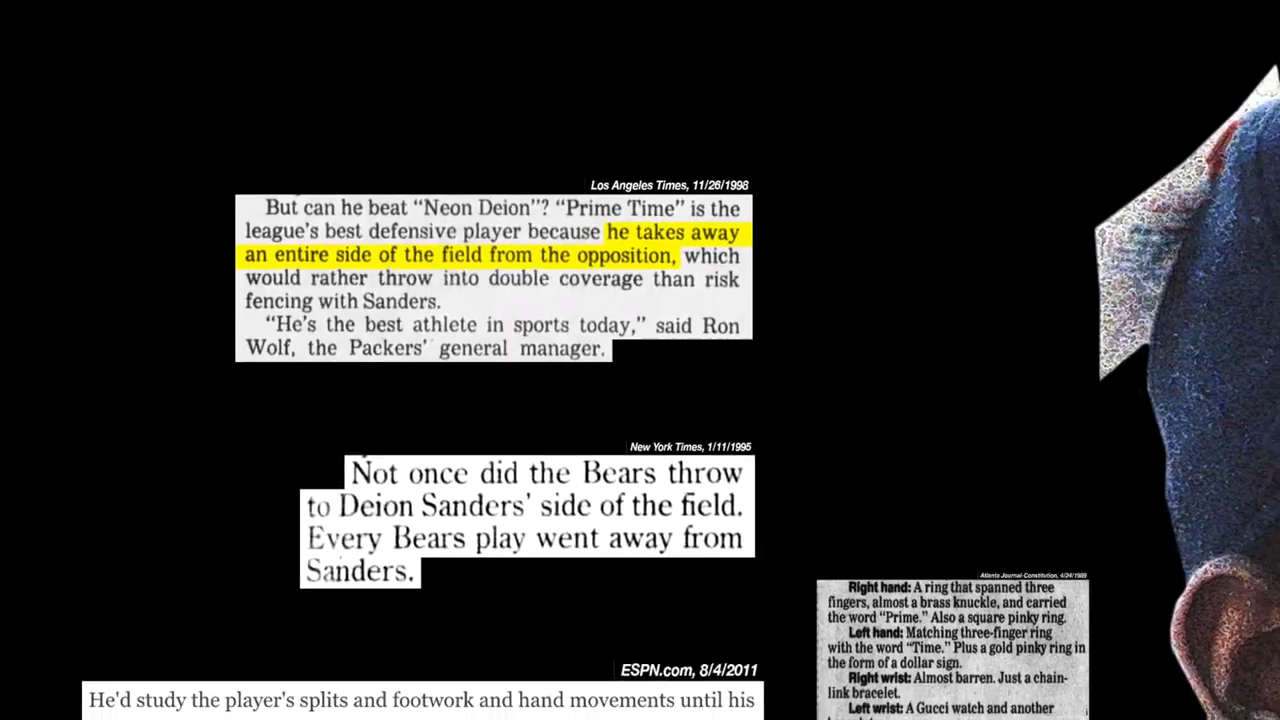 Los Angeles Times, 11/26/1998
But can he beat “Neon Deion”? “Prime Time” is the
league’s best defensive player because he takes away
an entire side of the field from the opposition, which
would rather throw into double coverage than risk
fencing with Sanders.
“He’s the best athlete in sports today,” said Ron
Wolf, the Packers’ general manager.
New York Times, 1/11/1995
Not once did the Bears throw
to Deion Sanders’ side of the field.
Every Bears play went away from
Sanders.
ESPN.com, 8/4/2011
He'd study the player's splits and footwork and hand movements until his
Atlanta Journal-Constitution, 4/24/1989
Right hand: A ring that spanned three
fingers, almost a brass knuckle, and carried
the word “Prime.” Also a square pinky ring.
Left hand: Matching three-finger ring
with the word “Time.” Plus a gold pinky ring in
the form of a dollar sign.
Right wrist: Almost barren. Just a chain-
link bracelet.
Left wrist: A Gucci watch and another